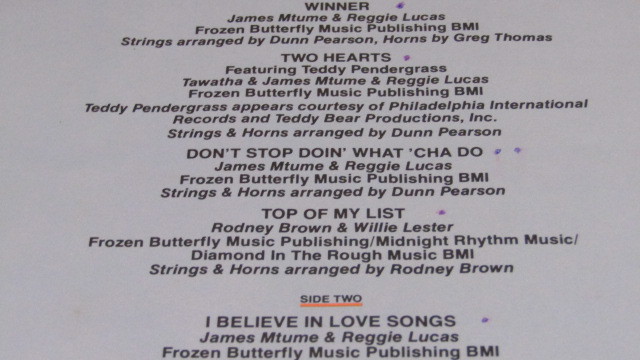 WINNER
James Mtume & Reggie Lucas
Frozen Butterfly Music Publishing BMI
Strings arranged by Dunn Pearson, Horns by Greg Thomas
TWO HEARTS
Featuring Teddy Pendergrass
Tawatha & James Mtume & Reggie Lucas
Frozen Butterfly Music Publishing BMI
Teddy Pendergrass appears courtesy of Philadelphia International
Records and Teddy Bear Productions, Inc.
Strings & Horns arranged by Dunn Pearson
DON'T STOP DOIN' WHAT 'CHA DO
James Mtume & Reggie Lucas
Frozen Butterfly Music Publishing BMI
Strings & Horns arranged by Dunn Pearson
TOP OF MY LIST
Rodney Brown & Willie Lester
Frozen Butterfly Music Publishing/Midnight Rhythm Music/
Diamond In The Rough Music BMI
Strings & Horns arranged by Rodney Brown
SIDE TWO
I BELIEVE IN LOVE SONGS
James Mtume & Reggie Lucas
Frozen Butterfly Music Publishing BMI